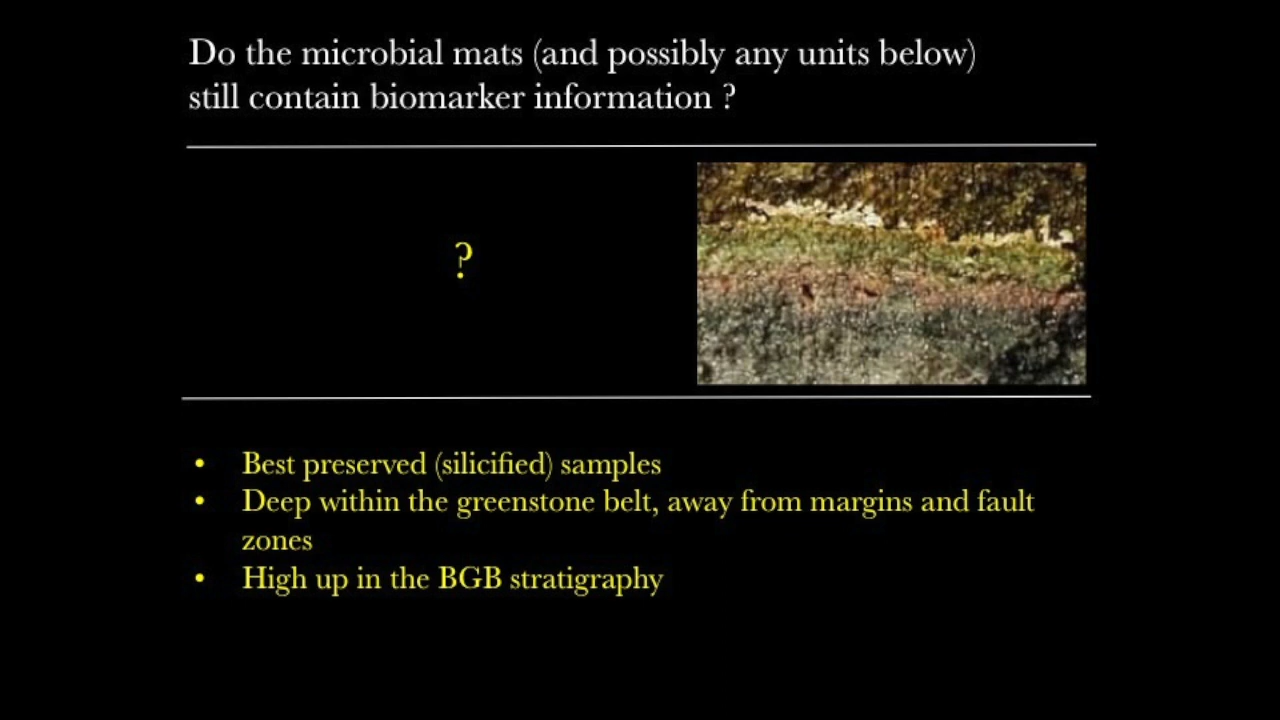 Do the microbial mats (and possibly any units below)
still contain biomarker information ?
?
• Best preserved (silicified) samples
• Deep within the greenstone belt, away from margins and fault
zones
• High up in the BGB stratigraphy